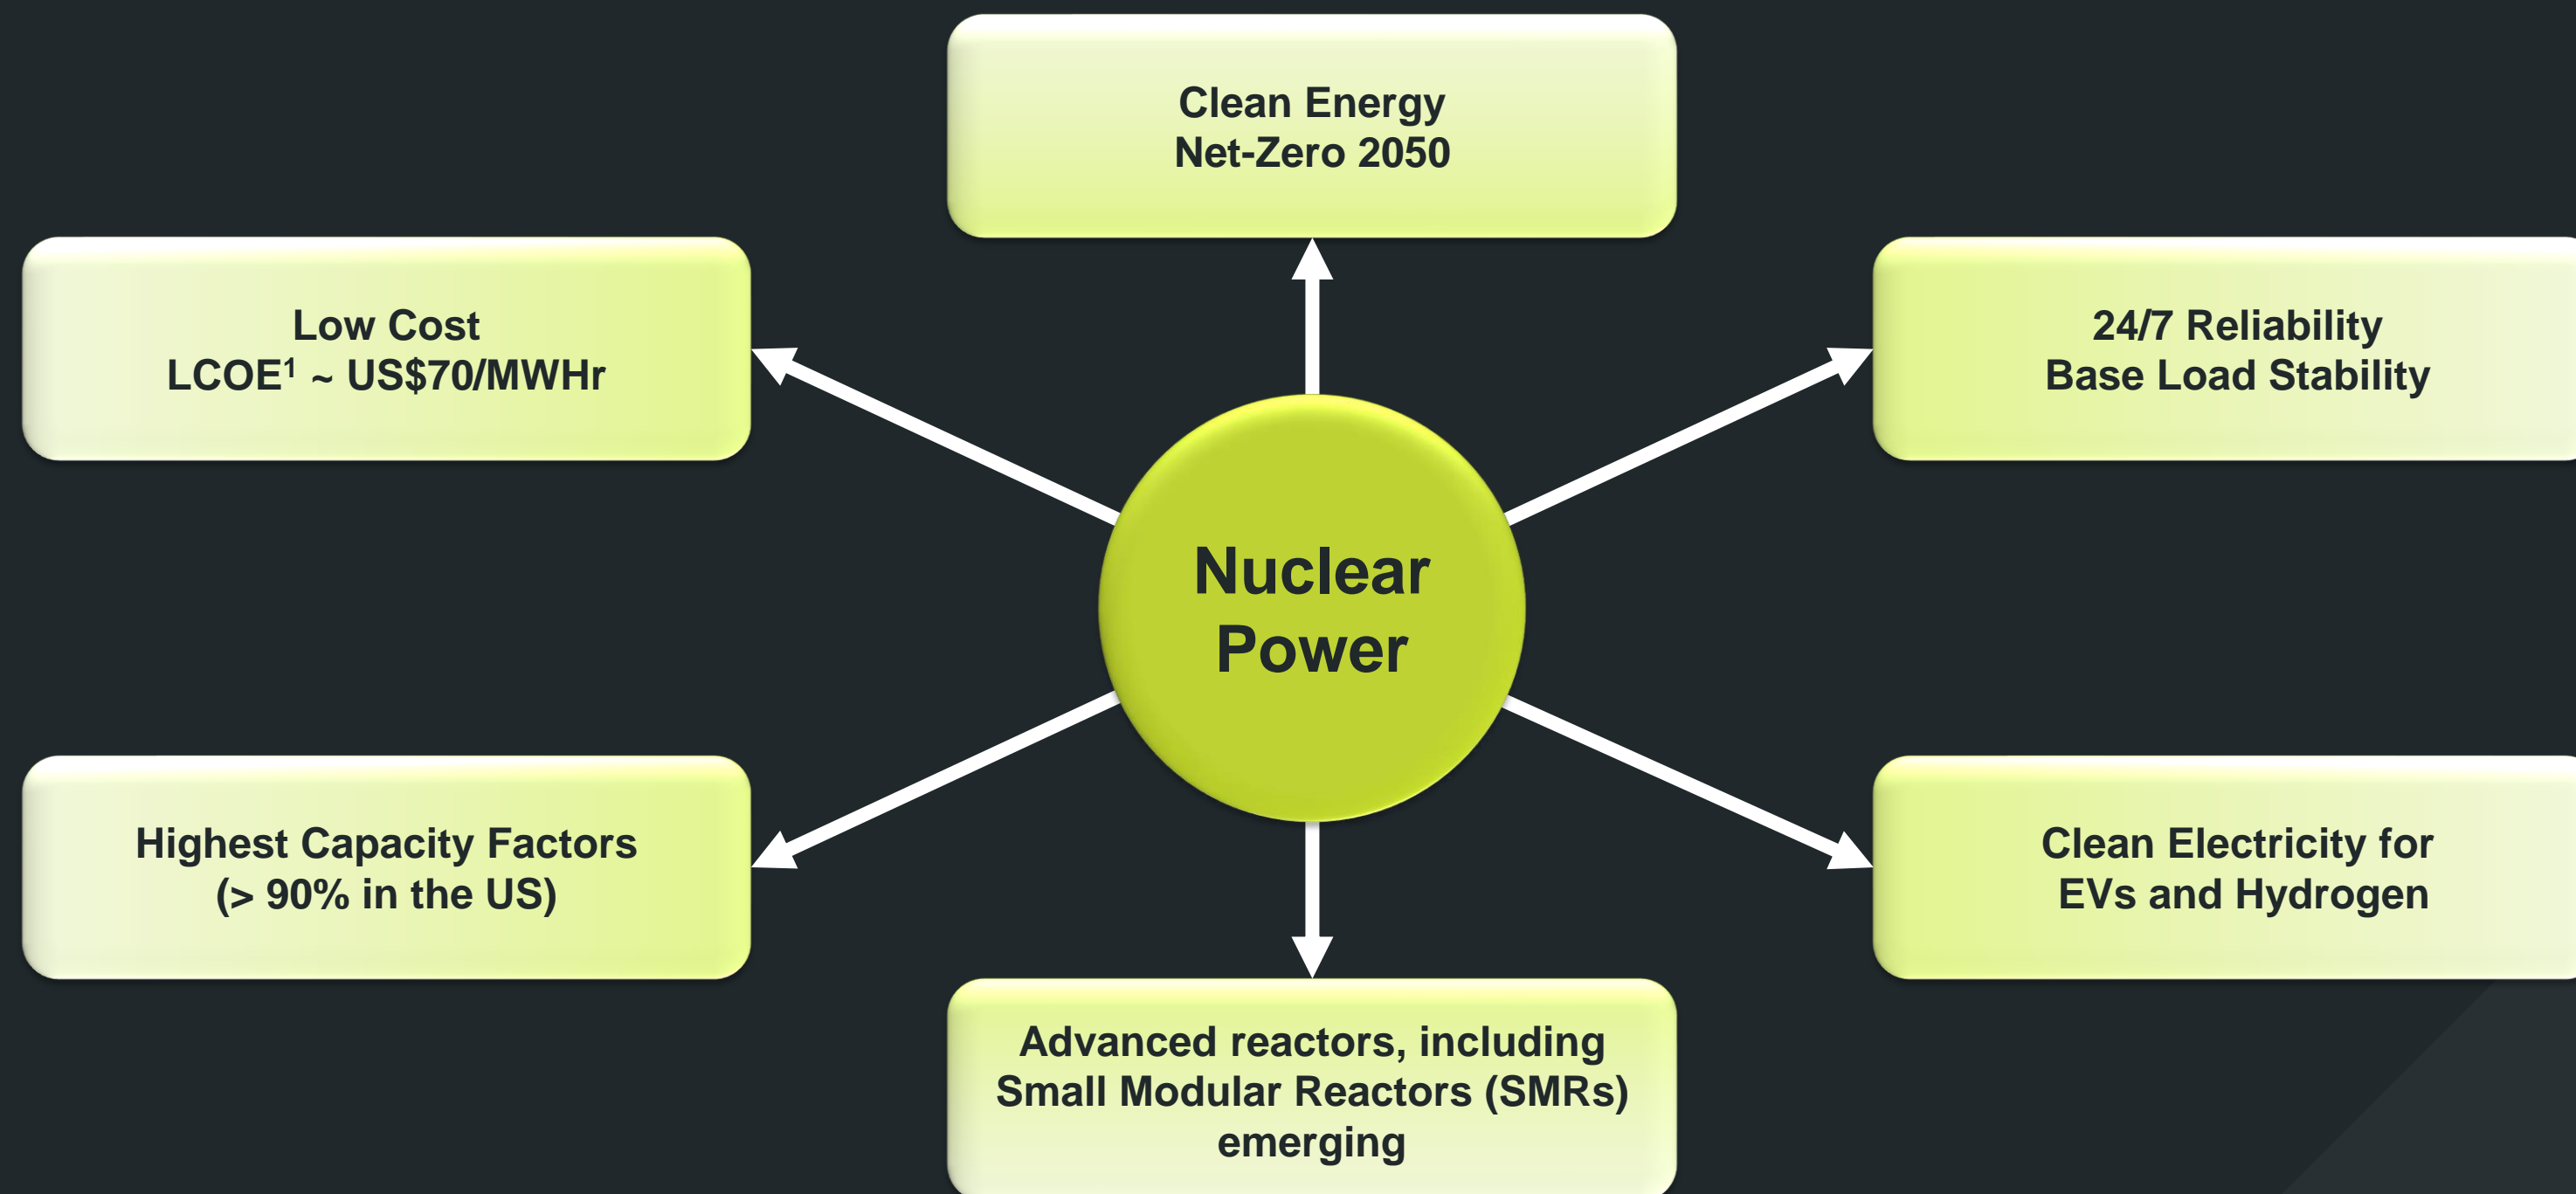 Clean Energy
Net-Zero 2050
Low Cost
LCOE¹ ~ US$70/MWHr
24/7 Reliability
Base Load Stability
Nuclear
Power
Highest Capacity Factors
(> 90% in the US)
Clean Electricity for
EVs and Hydrogen
Advanced reactors, including
Small Modular Reactors (SMRs)
emerging